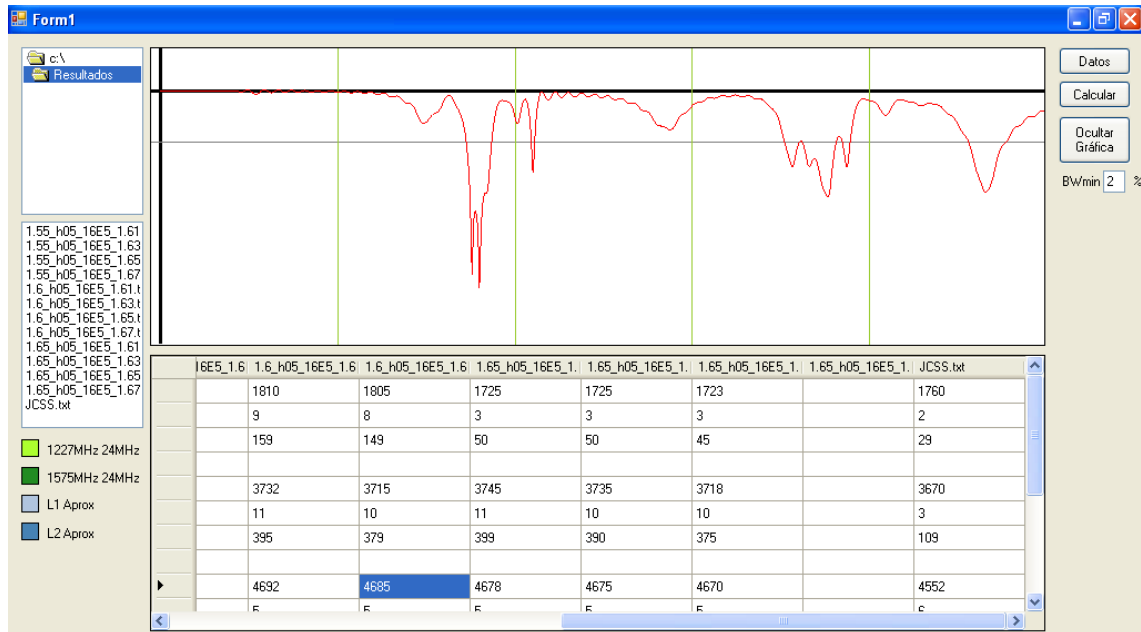 Form1
c:\
Resultados
Datos
Calcular
Ocultar
Gráfica
BWmin 2 %
1.55_h05_16E5_1.61
1.55_h05_16E5_1.63
1.55_h05_16E5_1.65
1.55_h05_16E5_1.67
1.6_h05_16E5_1.61.t
1.6_h05_16E5_1.63.t
1.6_h05_16E5_1.65.t
1.6_h05_16E5_1.67.t
1.65_h05_16E5_1.61
1.65_h05_16E5_1.63
1.65_h05_16E5_1.65
1.65_h05_16E5_1.67
JCSS.txt
1227MHz 24MHz
1575MHz 24MHz
L1 Aprox
L2 Aprox
16E5_1.6 1.6_h05_16E5_1.6 1.6_h05_16E5_1.6 1.65_h05_16E5_1. 1.65_h05_16E5_1. 1.65_h05_16E5_1. 1.65_h05_16E5_1. JCSS.txt
1810 1805 1725 1725 1723 1760
9 8 3 3 3 2
159 149 50 50 45 29
3732 3715 3745 3735 3718 3670
11 10 11 10 10 3
395 379 399 390 375 109
4692 4685 4678 4675 4670 4552